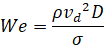 We = ρv_d²D / σ